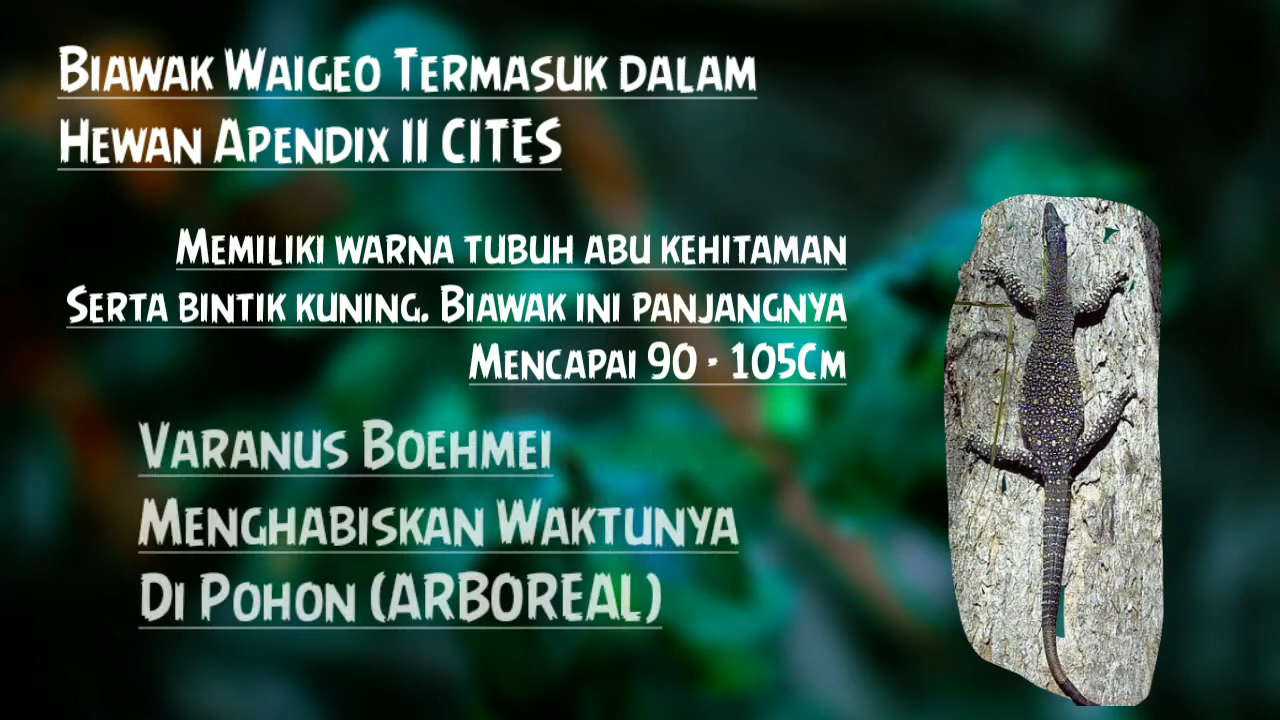 Biawak Waigeo Termasuk dalam
Hewan Apendix II CITES
Memiliki warna tubuh abu kehitaman
Serta bintik kuning. Biawak ini panjangnya
Mencapai 90 - 105Cm
Varanus Boehmei
Menghabiskan Waktunya
Di Pohon (ARBOREAL)